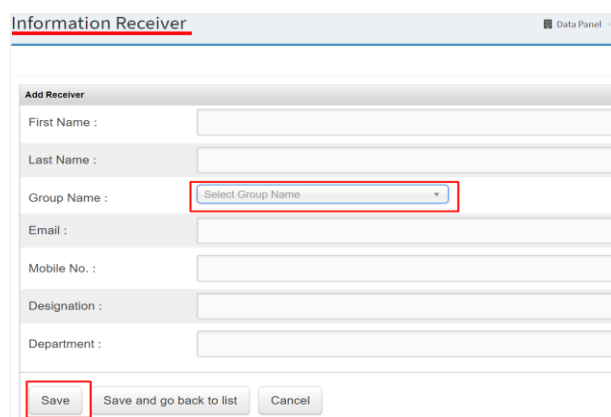 Information Receiver
Data Panel
Add Receiver
First Name :
Last Name :
Group Name :
Select Group Name
Email :
Mobile No. :
Designation :
Department :
Save
Save and go back to list
Cancel